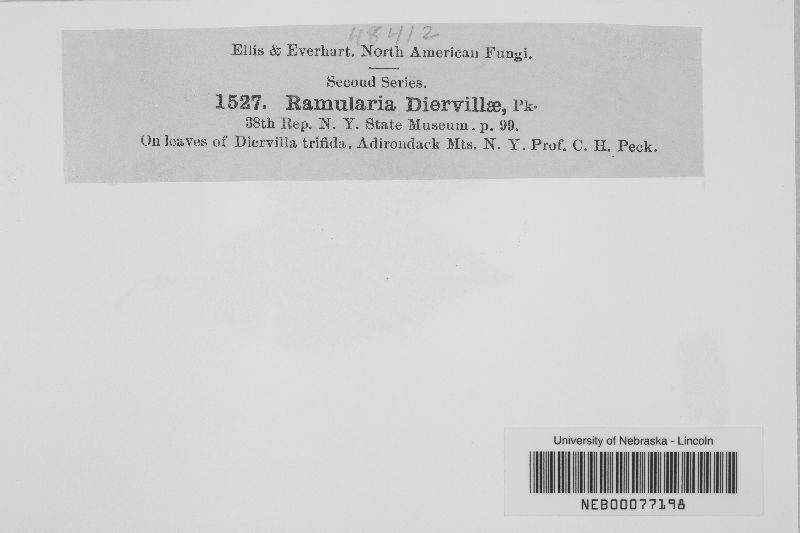 48412
Ellis & Everhart. North American Fungi.
Second Series.
1527. Ramularia Diervillæ, Pk.
38th Rep. N. Y. State Museum. p. 99.
On leaves of Diervilla trifida, Adirondack Mts. N. Y. Prof. C. H. Peck.
University of Nebraska - Lincoln
NEB00077198